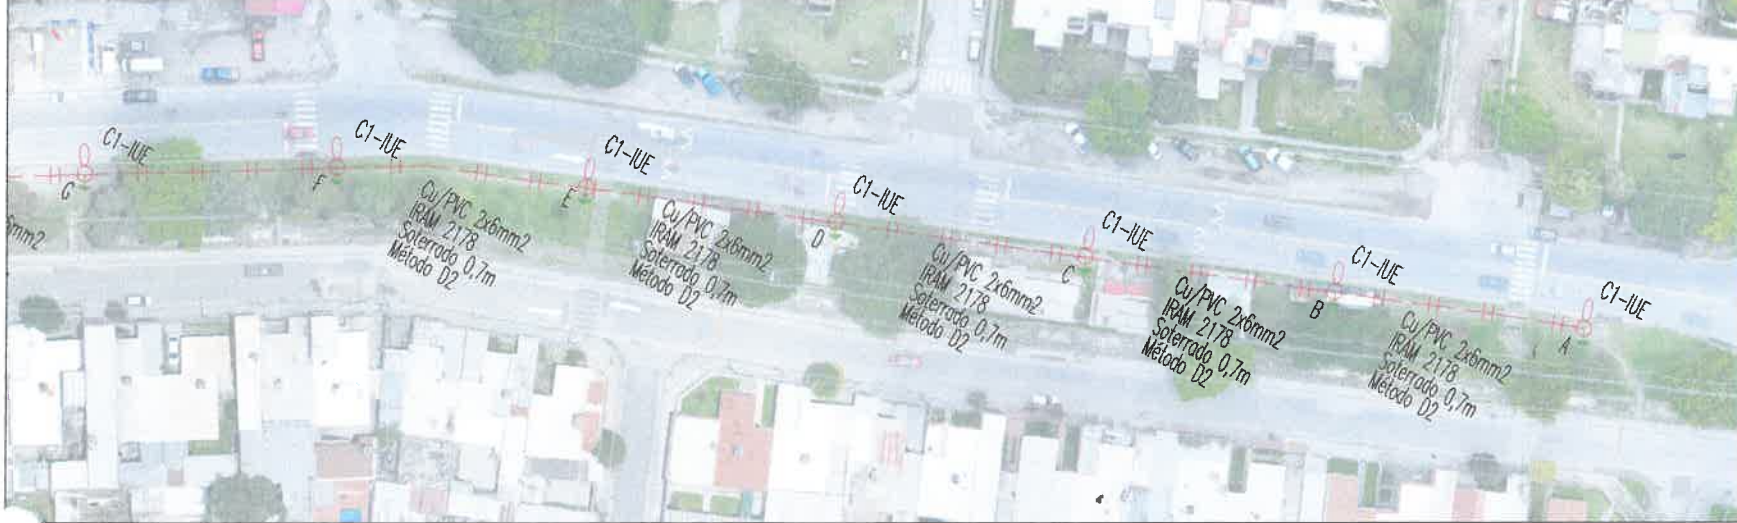 C1-IUE
C1-IUE
C1-IUE
C1-IUE
C1-IUE
C1-IUE
C1-IUE
G
F
E
D
C
B
A
6mm2
Cu/PVC 2x6mm2
IRAM 2178
Soterrado 0,7m
Método D2
Cu/PVC 2x6mm2
IRAM 2178
Soterrado 0,7m
Método D2
Cu/PVC 2x6mm2
IRAM 2178
Soterrado 0,7m
Método D2
Cu/PVC 2x6mm2
IRAM 2178
Soterrado 0,7m
Método D2
Cu/PVC 2x6mm2
IRAM 2178
Soterrado 0,7m
Método D2